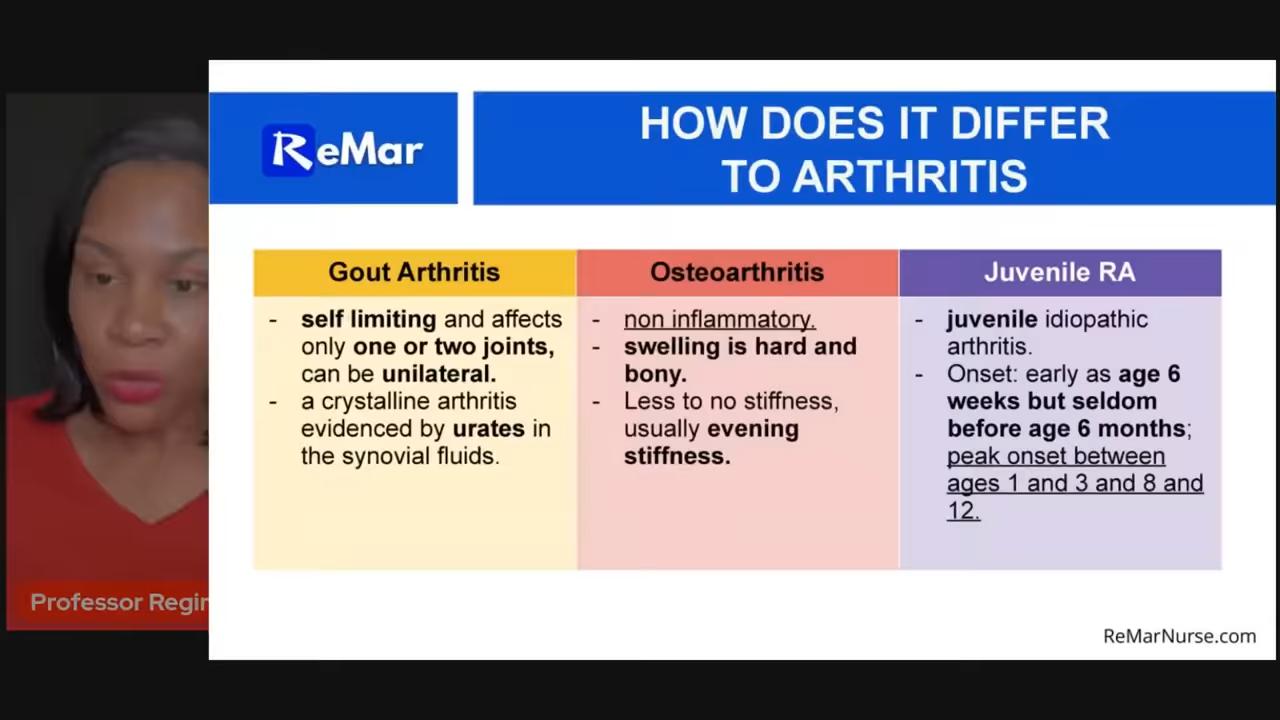 ReMar
HOW DOES IT DIFFER
TO ARTHRITIS
Gout Arthritis
- self limiting and affects
only one or two joints,
can be unilateral.
- a crystalline arthritis
evidenced by urates in
the synovial fluids.
Osteoarthritis
- non inflammatory.
- swelling is hard and
bony.
- Less to no stiffness,
usually evening
stiffness.
Juvenile RA
- juvenile idiopathic
arthritis.
- Onset: early as age 6
weeks but seldom
before age 6 months;
peak onset between
ages 1 and 3 and 8 and
12.
Professor Regin
ReMarNurse.com